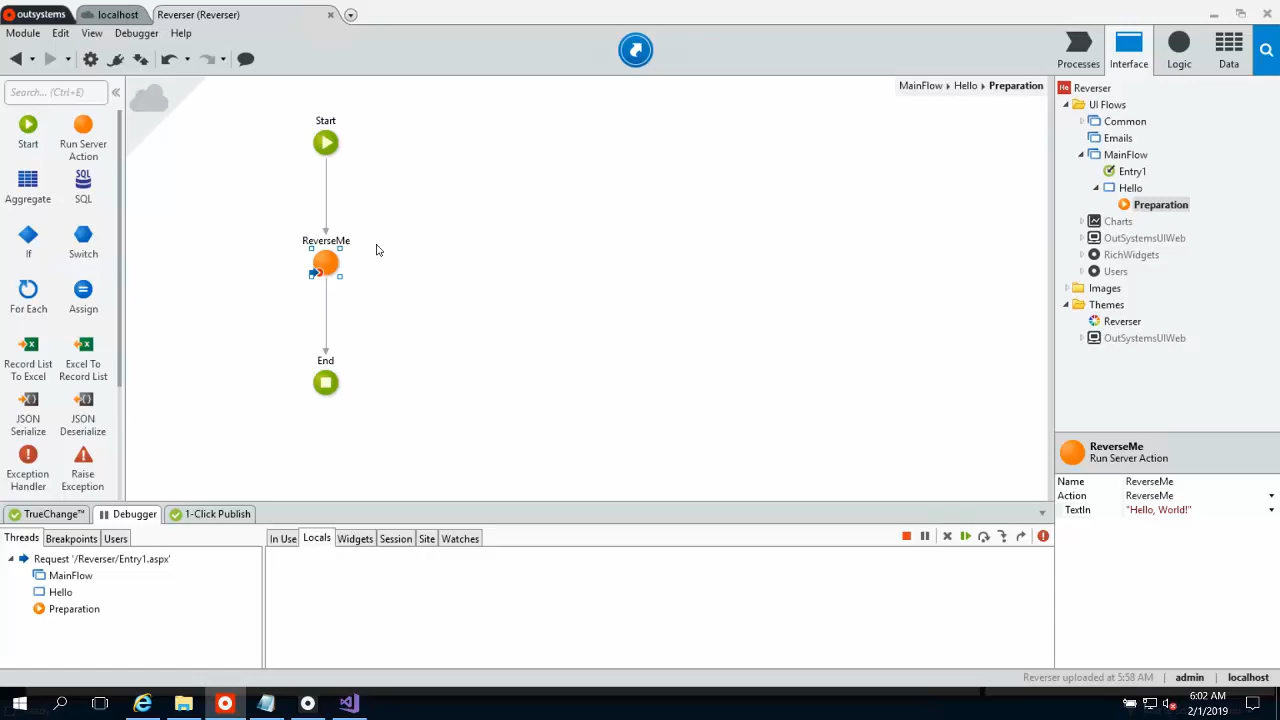 outsystems
localhost
Reverser (Reverser)
Module Edit View Debugger Help
Processes
Interface
Logic
Data
Search... (Ctrl+E)
MainFlow Hello Preparation
Start
Run Server Action
Aggregate
SQL
SQL
If
Switch
For Each
Assign
Record List To Excel
Excel To Record List
JSON Serialize
JSON Deserialize
Exception Handler
Raise Exception
Start
ReverseMe
End
Reverser
UI Flows
Common
Emails
MainFlow
Entry1
Hello
Preparation
Charts
OutSystemsUIWeb
RichWidgets
Users
Images
Themes
Reverser
OutSystemsUIWeb
ReverseMe
Run Server Action
Name ReverseMe
Action ReverseMe
TextIn "Hello, World!"
TrueChange™ Debugger 1-Click Publish
Threads Breakpoints Users
In Use Locals Widgets Session Site Watches
Request '/Reverser/Entry1.aspx'
MainFlow
Hello
Preparation
Reverser uploaded at 5:58 AM admin localhost
6:02 AM
2/1/2019